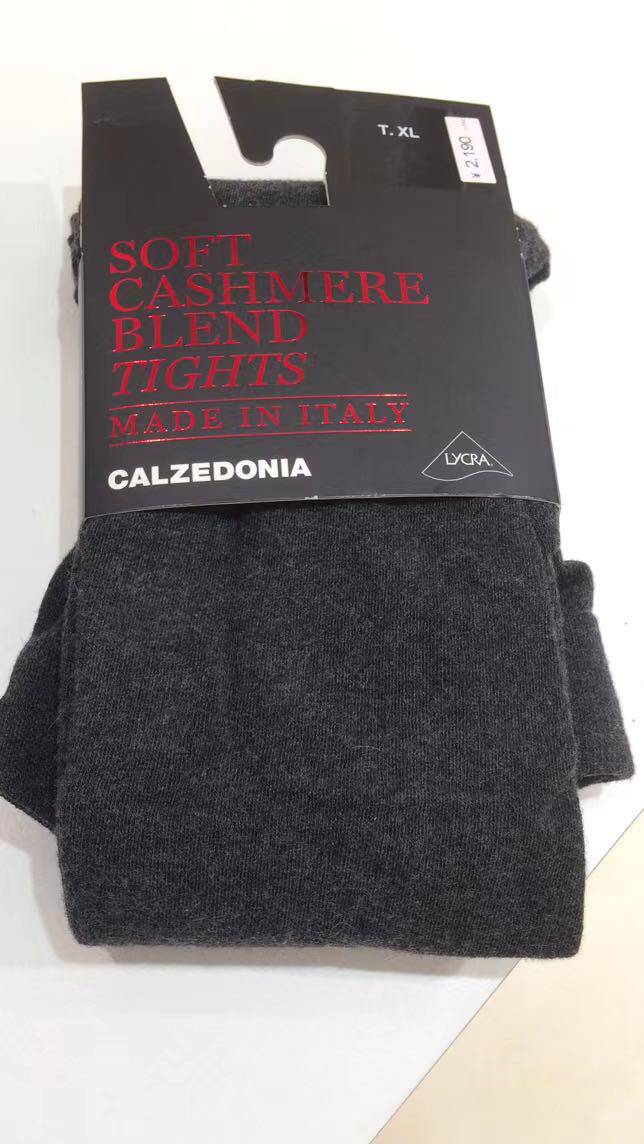 T. XL
¥ 2,190
SOFT
CASHMERE
BLEND
TIGHTS
MADE IN ITALY
CALZEDONIA
LYCRA